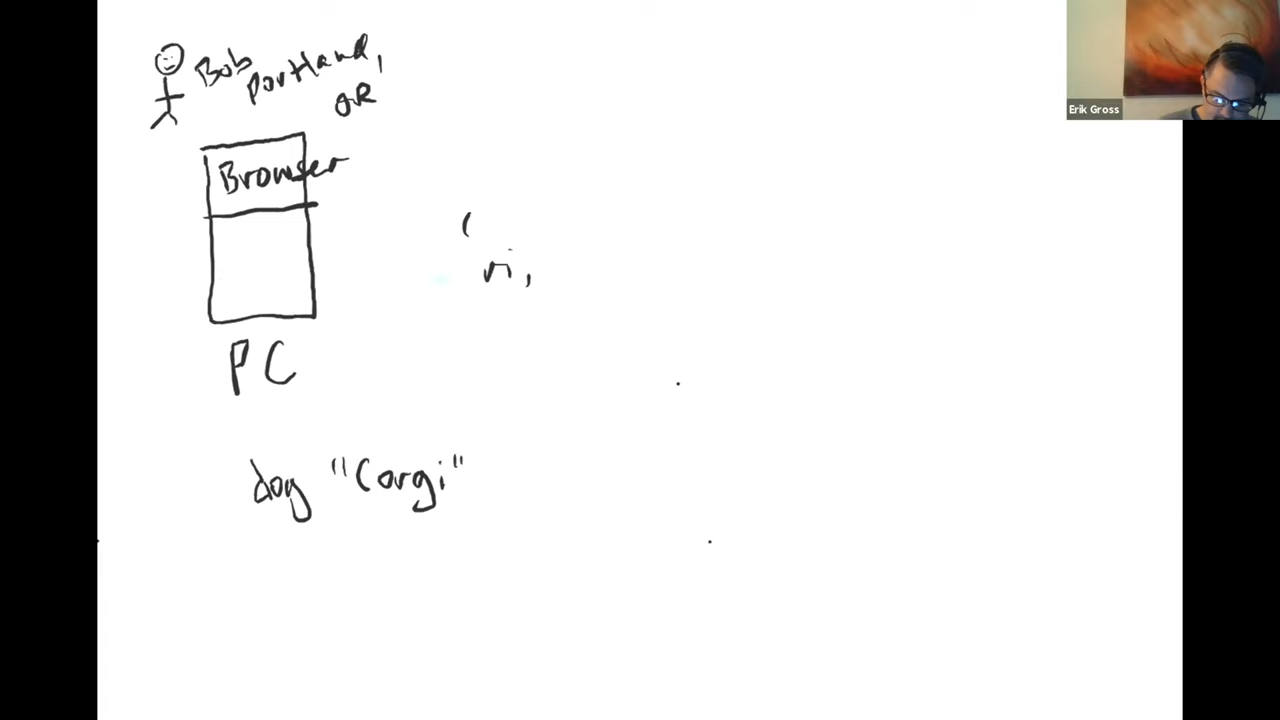 Bob
Portland,
OR
Erik Gross
Browser
PC
dog "Corgi"